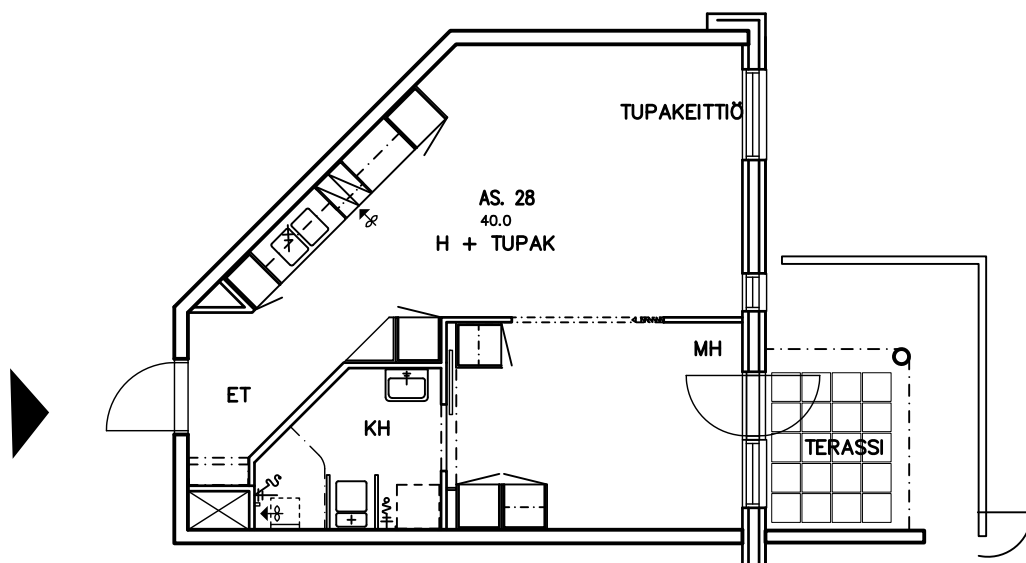 TUPAKEITTIÖ
AS. 28
40.0
H + TUPAK
MH
ET
KH
TERASSI